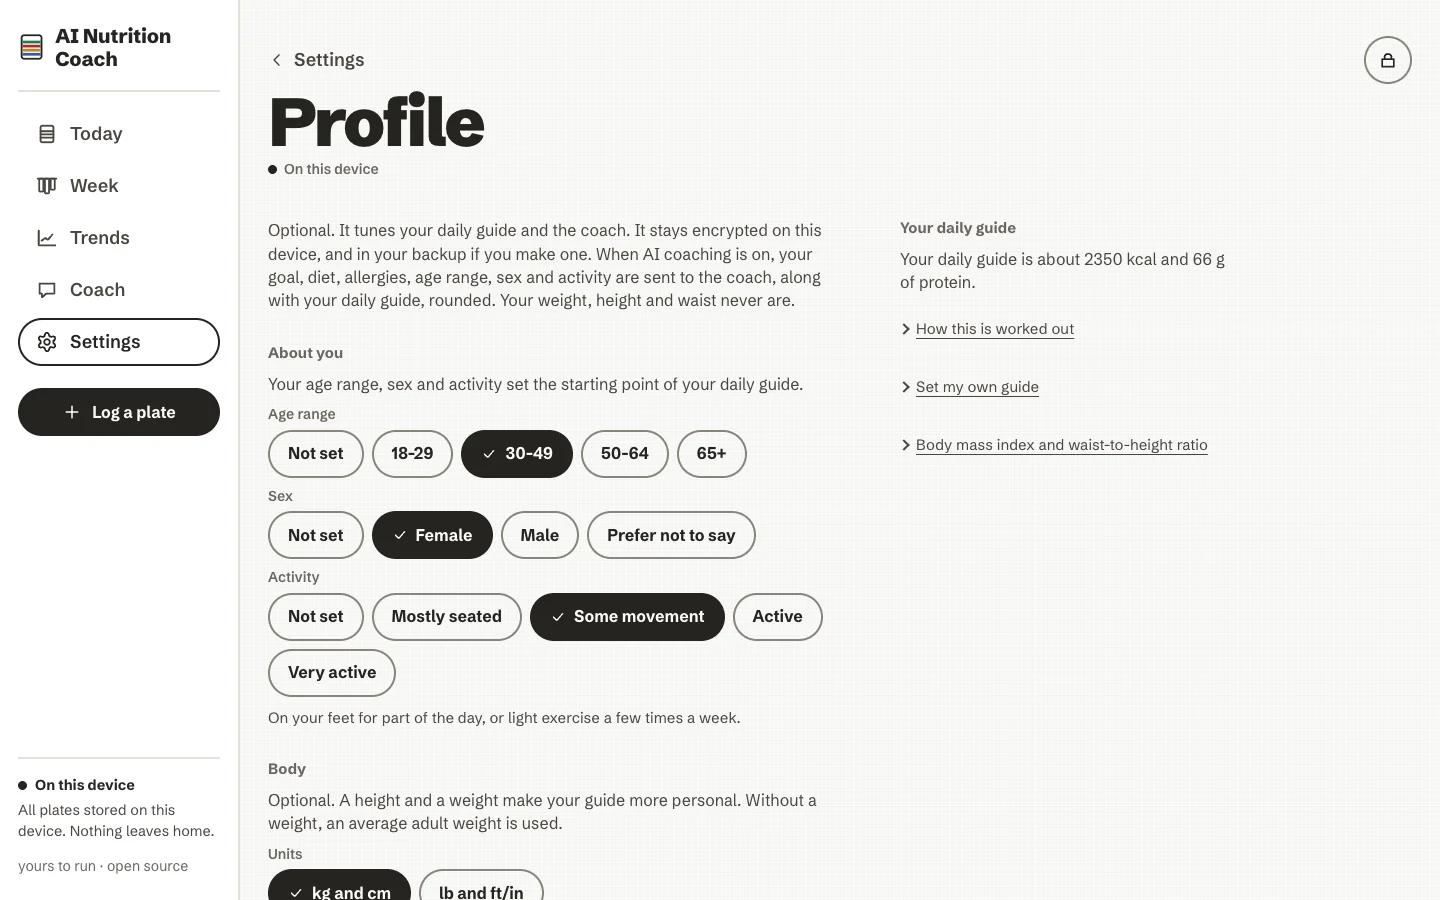 AI Nutrition
Coach
Today
Week
Trends
Coach
Settings
Log a plate
On this device
All plates stored on this
device. Nothing leaves home.
yours to run · open source
Settings
Profile
On this device
Optional. It tunes your daily guide and the coach. It stays encrypted on this
device, and in your backup if you make one. When AI coaching is on, your
goal, diet, allergies, age range, sex and activity are sent to the coach, along
with your daily guide, rounded. Your weight, height and waist never are.
About you
Your age range, sex and activity set the starting point of your daily guide.
Age range
Not set 18-29 30-49 50-64 65+
Sex
Not set Female Male Prefer not to say
Activity
Not set Mostly seated Some movement Active
Very active
On your feet for part of the day, or light exercise a few times a week.
Body
Optional. A height and a weight make your guide more personal. Without a
weight, an average adult weight is used.
Units
kg and cm lb and ft/in
Your daily guide
Your daily guide is about 2350 kcal and 66 g
of protein.
How this is worked out
Set my own guide
Body mass index and waist-to-height ratio